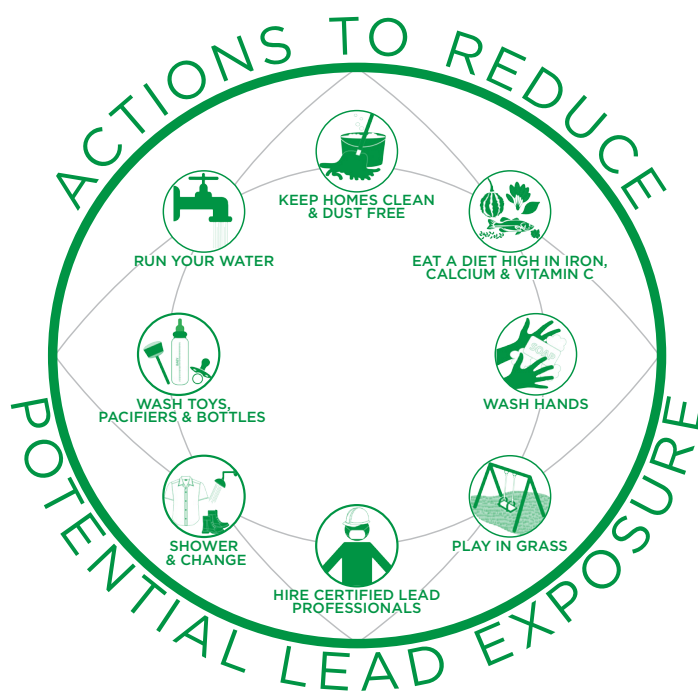 ACTIONS TO REDUCE
KEEP HOMES CLEAN
& DUST FREE
EAT A DIET HIGH IN IRON,
CALCIUM & VITAMIN C
SOAP
WASH HANDS
PLAY IN GRASS
HIRE CERTIFIED LEAD
PROFESSIONALS
SHOWER
& CHANGE
WASH TOYS,
PACIFIERS & BOTTLES
RUN YOUR WATER
POTENTIAL LEAD EXPOSURE